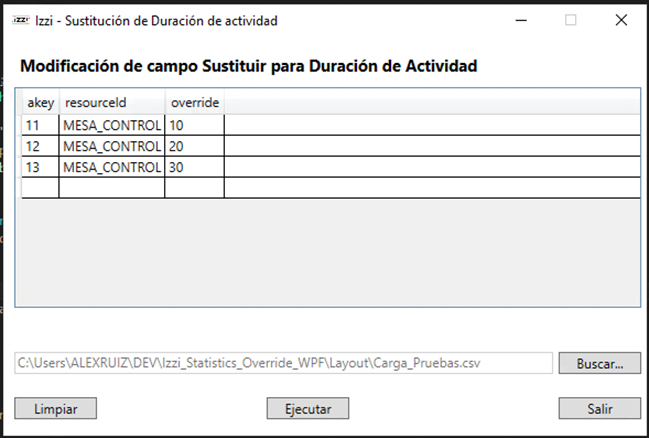 izzi Izzi - Sustitución de Duración de actividad
Modificación de campo Sustituir para Duración de Actividad
akey resourceId override
11 MESA_CONTROL 10
12 MESA_CONTROL 20
13 MESA_CONTROL 30
C:\Users\ALEXRUIZ\DEV\Izzi_Statistics_Override_WPF\Layout\Carga_Pruebas.csv Buscar...
Limpiar Ejecutar Salir